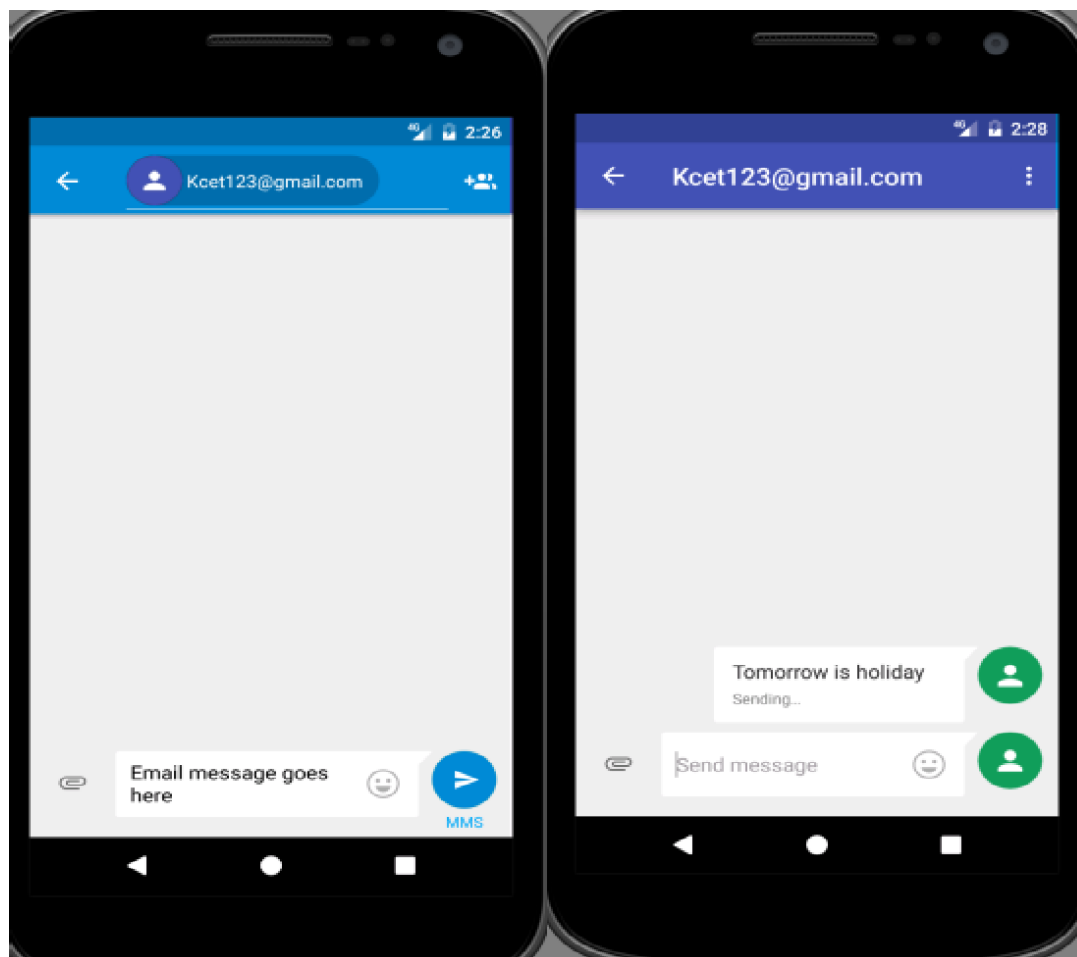 4G 2:26
Kcet123@gmail.com
Email message goes
here
MMS
4G 2:28
Kcet123@gmail.com
Tomorrow is holiday
Sending...
Send message